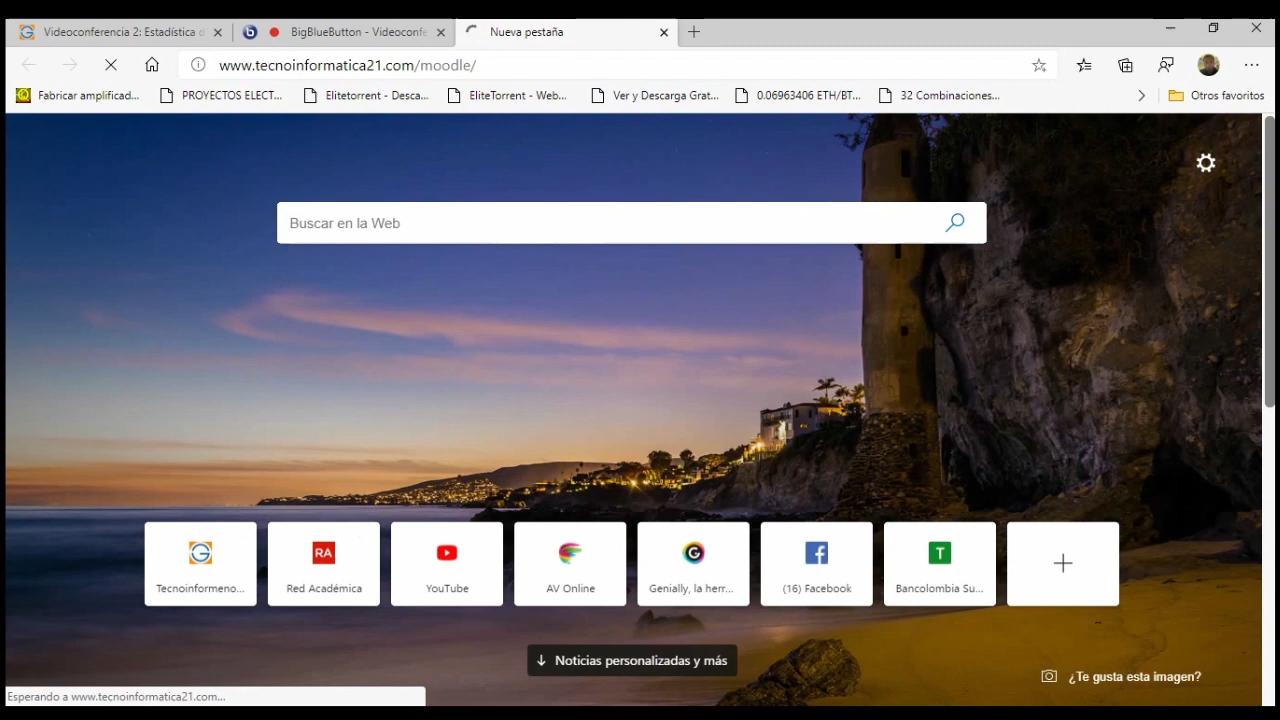 Videoconferencia 2: Estadística d
BigBlueButton - Videoconfe
Nueva pestaña
www.tecnoinformatica21.com/moodle/
Fabricar amplificad...
PROYECTOS ELECT...
Elitetorrent - Desca...
EliteTorrent - Web...
Ver y Descarga Grat...
0.06963406 ETH/BT...
32 Combinaciones...
Otros favoritos
Buscar en la Web
RA
G
T
Tecnoinformeno...
Red Académica
YouTube
AV Online
Genially, la herr...
(16) Facebook
Bancolombia Su...
Noticias personalizadas y más
¿Te gusta esta imagen?
Esperando a www.tecnoinformatica21.com...